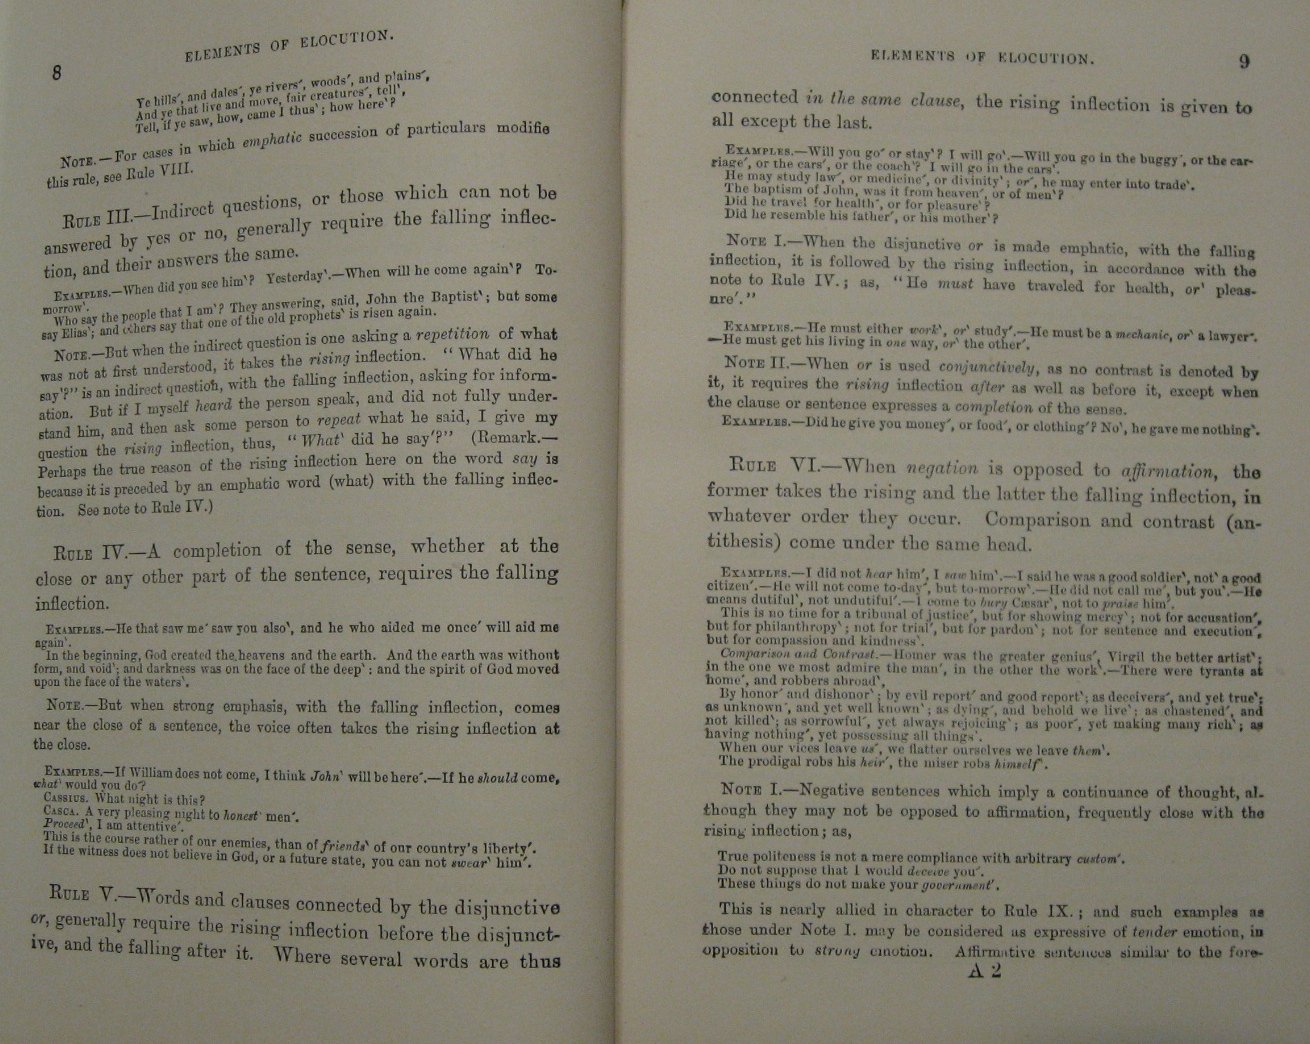 8
ELEMENTS OF ELOCUTION.
Ye hills′, and dales′, ye rivers′, woods′, and plains′,
And ye that live and move, fair creatures′, tell‵,
Tell, if ye saw, how, came I thus‵; how here‵?
NOTE.—For cases in which emphatic succession of particulars modifie
this rule, see Rule VIII.
RULE III.—Indirect questions, or those which can not be
answered by yes or no, generally require the falling inflec-
tion, and their answers the same.
EXAMPLES.—When did you see him‵? Yesterday‵.—When will he come again‵? To-
morrow‵.
Who say the people that I am‵? They answering, said, John the Baptist‵; but some
say Elias‵; and others say that one of the old prophets‵ is risen again.
NOTE.—But when the indirect question is one asking a repetition of what
was not at first understood, it takes the rising inflection. “What did he
say‵?” is an indirect question, with the falling inflection, asking for inform-
ation. But if I myself heard the person speak, and did not fully under-
stand him, and then ask some person to repeat what he said, I give my
question the rising inflection, thus, “What‵ did he say′?” (Remark.—
Perhaps the true reason of the rising inflection here on the word say is
because it is preceded by an emphatic word (what) with the falling inflec-
tion. See note to Rule IV.)
RULE IV.—A completion of the sense, whether at the
close or any other part of the sentence, requires the falling
inflection.
EXAMPLES.—He that saw me′ saw you also‵, and he who aided me once′ will aid me
again‵.
In the beginning, God created the heavens and the earth. And the earth was without
form, and void‵; and darkness was on the face of the deep‵: and the spirit of God moved
upon the face of the waters‵.
NOTE.—But when strong emphasis, with the falling inflection, comes
near the close of a sentence, the voice often takes the rising inflection at
the close.
EXAMPLES.—If William does not come, I think John‵ will be here′.—If he should come,
what‵ would you do′?
CASSIUS. What night is this?
CASCA. A very pleasing night to honest‵ men′.
Proceed‵, I am attentive′.
This is the course rather of our enemies, than of friends‵ of our country's liberty′.
If the witness does not believe in God, or a future state, you can not swear‵ him′.
RULE V.—Words and clauses connected by the disjunctive
or, generally require the rising inflection before the disjunct-
ive, and the falling after it. Where several words are thus
ELEMENTS OF ELOCUTION.
9
connected in the same clause, the rising inflection is given to
all except the last.
EXAMPLES.—Will you go′ or stay‵? I will go‵.—Will you go in the buggy′, or the car-
riage′, or the cars′, or the coach‵? I will go in the cars‵.
He may study law′, or medicine′, or divinity‵; or′, he may enter into trade‵.
The baptism of John, was it from heaven′, or of men‵?
Did he travel for health′, or for pleasure‵?
Did he resemble his father′, or his mother‵?
NOTE I.—When the disjunctive or is made emphatic, with the falling
inflection, it is followed by the rising inflection, in accordance with the
note to Rule IV.; as, “He must have traveled for health, or‵ pleas-
ure′.”
EXAMPLES.—He must either work‵, or‵ study′.—He must be a mechanic, or‵ a lawyer′.
—He must get his living in one way, or‵ the other′.
NOTE II.—When or is used conjunctively, as no contrast is denoted by
it, it requires the rising inflection after as well as before it, except when
the clause or sentence expresses a completion of the sense.
EXAMPLES.—Did he give you money′, or food′, or clothing′? No‵, he gave me nothing‵.
RULE VI.—When negation is opposed to affirmation, the
former takes the rising and the latter the falling inflection, in
whatever order they occur. Comparison and contrast (an-
tithesis) come under the same head.
EXAMPLES.—I did not hear him′, I saw him‵.—I said he was a good soldier‵, not‵ a good
citizen′.—He will not come to-day′, but to-morrow‵.—He did not call me′, but you‵.—He
means dutiful‵, not undutiful′.—I come to bury Cæsar‵, not to praise him′.
This is no time for a tribunal of justice′, but for showing mercy‵; not for accusation′,
but for philanthropy‵; not for trial′, but for pardon‵; not for sentence and execution′,
but for compassion and kindness‵.
Comparison and Contrast.—Homer was the greater genius′, Virgil the better artist‵;
in the one we most admire the man′, in the other the work‵.—There were tyrants at
home′, and robbers abroad‵.
By honor′ and dishonor‵; by evil report′ and good report‵; as deceivers′, and yet true‵;
as unknown′, and yet well known‵; as dying′, and behold we live‵; as chastened′, and
not killed‵; as sorrowful′, yet always rejoicing‵; as poor′, yet making many rich‵; as
having nothing′, yet possessing all things‵.
When our vices leave us′, we flatter ourselves we leave them‵.
The prodigal robs his heir′, the miser robs himself‵.
NOTE I.—Negative sentences which imply a continuance of thought, al-
though they may not be opposed to affirmation, frequently close with the
rising inflection; as,
True politeness is not a mere compliance with arbitrary custom′.
Do not suppose that I would deceive you′.
These things do not make your government′.
This is nearly allied in character to Rule IX.; and such examples as
those under Note I. may be considered as expressive of tender emotion, in
opposition to strong emotion. Affirmative sentences similar to the fore-
A 2